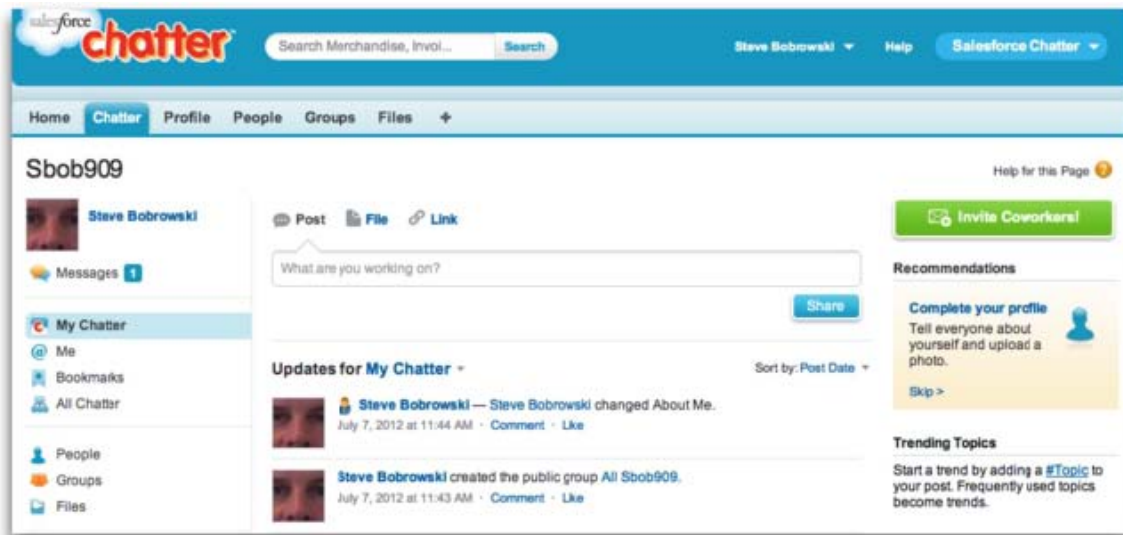 salesforce
chatter
Search Merchandise, Invoi... Search
Steve Bobrowski Help Salesforce Chatter
Home Chatter Profile People Groups Files +
Sbob909
Help for this Page ?
Steve Bobrowski
Messages 1
My Chatter
@ Me
Bookmarks
All Chatter
People
Groups
Files
Post File Link
What are you working on?
Share
Updates for My Chatter
Sort by: Post Date
Steve Bobrowski — Steve Bobrowski changed About Me.
July 7, 2012 at 11:44 AM · Comment · Like
Steve Bobrowski created the public group All Sbob909.
July 7, 2012 at 11:43 AM · Comment · Like
Invite Coworkers!
Recommendations
Complete your profile
Tell everyone about
yourself and upload a
photo.
Skip >
Trending Topics
Start a trend by adding a #Topic to
your post. Frequently used topics
become trends.